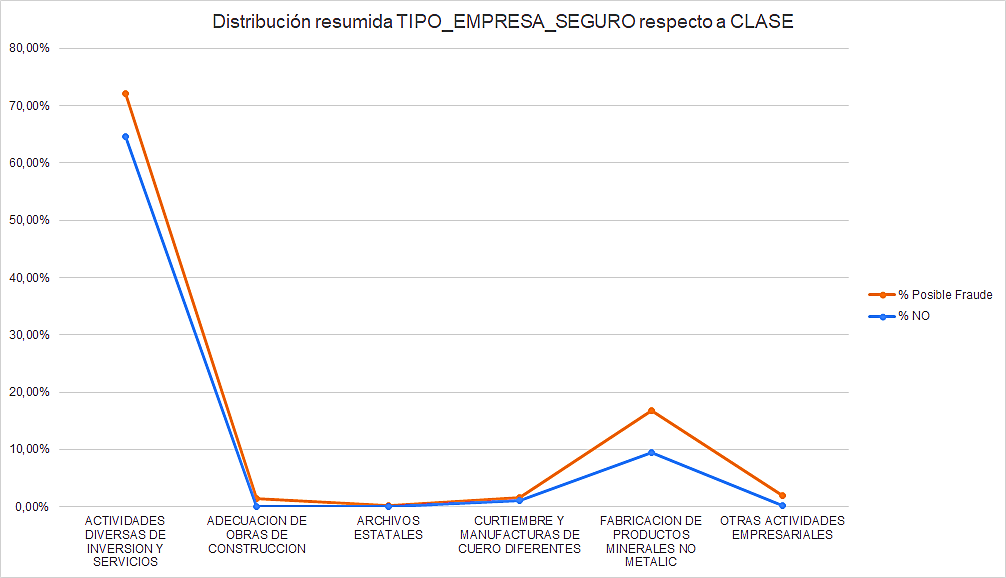 Distribución resumida TIPO_EMPRESA_SEGURO respecto a CLASE
80,00%
70,00%
60,00%
50,00%
40,00%
30,00%
20,00%
10,00%
0,00%
ACTIVIDADES
DIVERSAS DE
INVERSION Y
SERVICIOS
ADECUACION DE
OBRAS DE
CONSTRUCCION
ARCHIVOS
ESTATALES
CURTIEMBRE Y
MANUFACTURAS DE
CUERO DIFERENTES
FABRICACION DE
PRODUCTOS
MINERALES NO
METALIC
OTRAS ACTIVIDADES
EMPRESARIALES
% Posible Fraude
% NO